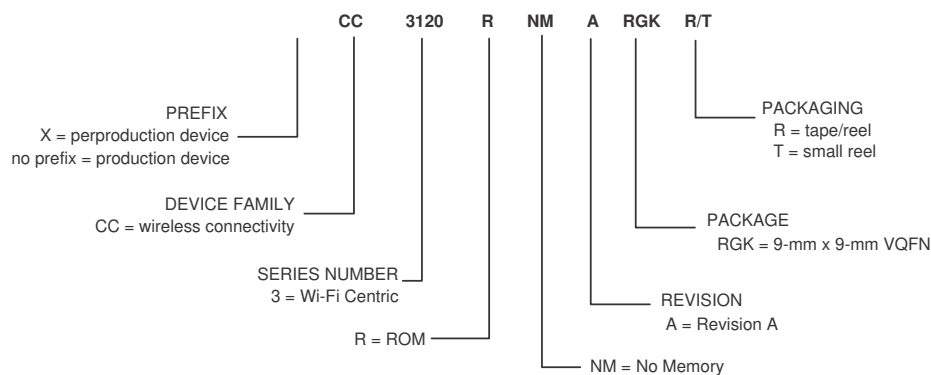 CC 3120 R NM A RGK R/T
PREFIX
X = perproduction device
no prefix = production device
PACKAGING
R = tape/reel
T = small reel
DEVICE FAMILY
CC = wireless connectivity
PACKAGE
RGK = 9-mm x 9-mm VQFN
SERIES NUMBER
3 = Wi-Fi Centric
REVISION
A = Revision A
R = ROM
NM = No Memory